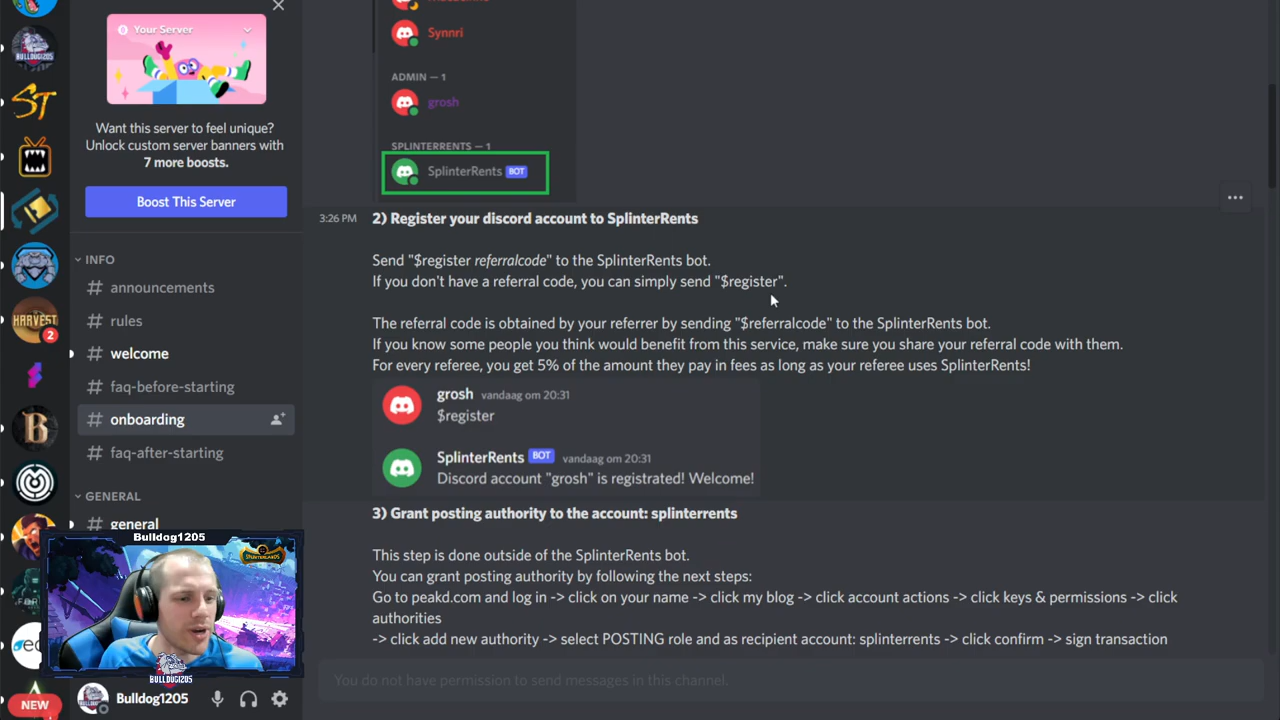 Your Server
Want this server to feel unique?
Unlock custom server banners with
7 more boosts.
Boost This Server
INFO
# announcements
# rules
# welcome
# faq-before-starting
# onboarding
# faq-after-starting
GENERAL
# general
BULLDOG1205
ST
HARVEST
2
B
NEW
Bulldog1205
SPLINTERLANDS
BULLDOG1205
Bulldog1205
Synnri
ADMIN — 1
grosh
SPLINTERRENTS — 1
SplinterRents BOT
3:26 PM
2) Register your discord account to SplinterRents
Send "$register referralcode" to the SplinterRents bot.
If you don't have a referral code, you can simply send "$register".
The referral code is obtained by your referrer by sending "$referralcode" to the SplinterRents bot.
If you know some people you think would benefit from this service, make sure you share your referral code with them.
For every referee, you get 5% of the amount they pay in fees as long as your referee uses SplinterRents!
grosh vandaag om 20:31
$register
SplinterRents BOT vandaag om 20:31
Discord account "grosh" is registrated! Welcome!
3) Grant posting authority to the account: splinterrents
This step is done outside of the SplinterRents bot.
You can grant posting authority by following the next steps:
Go to peakd.com and log in -> click on your name -> click my blog -> click account actions -> click keys & permissions -> click
authorities
-> click add new authority -> select POSTING role and as recipient account: splinterrents -> click confirm -> sign transaction
You do not have permission to send messages in this channel.